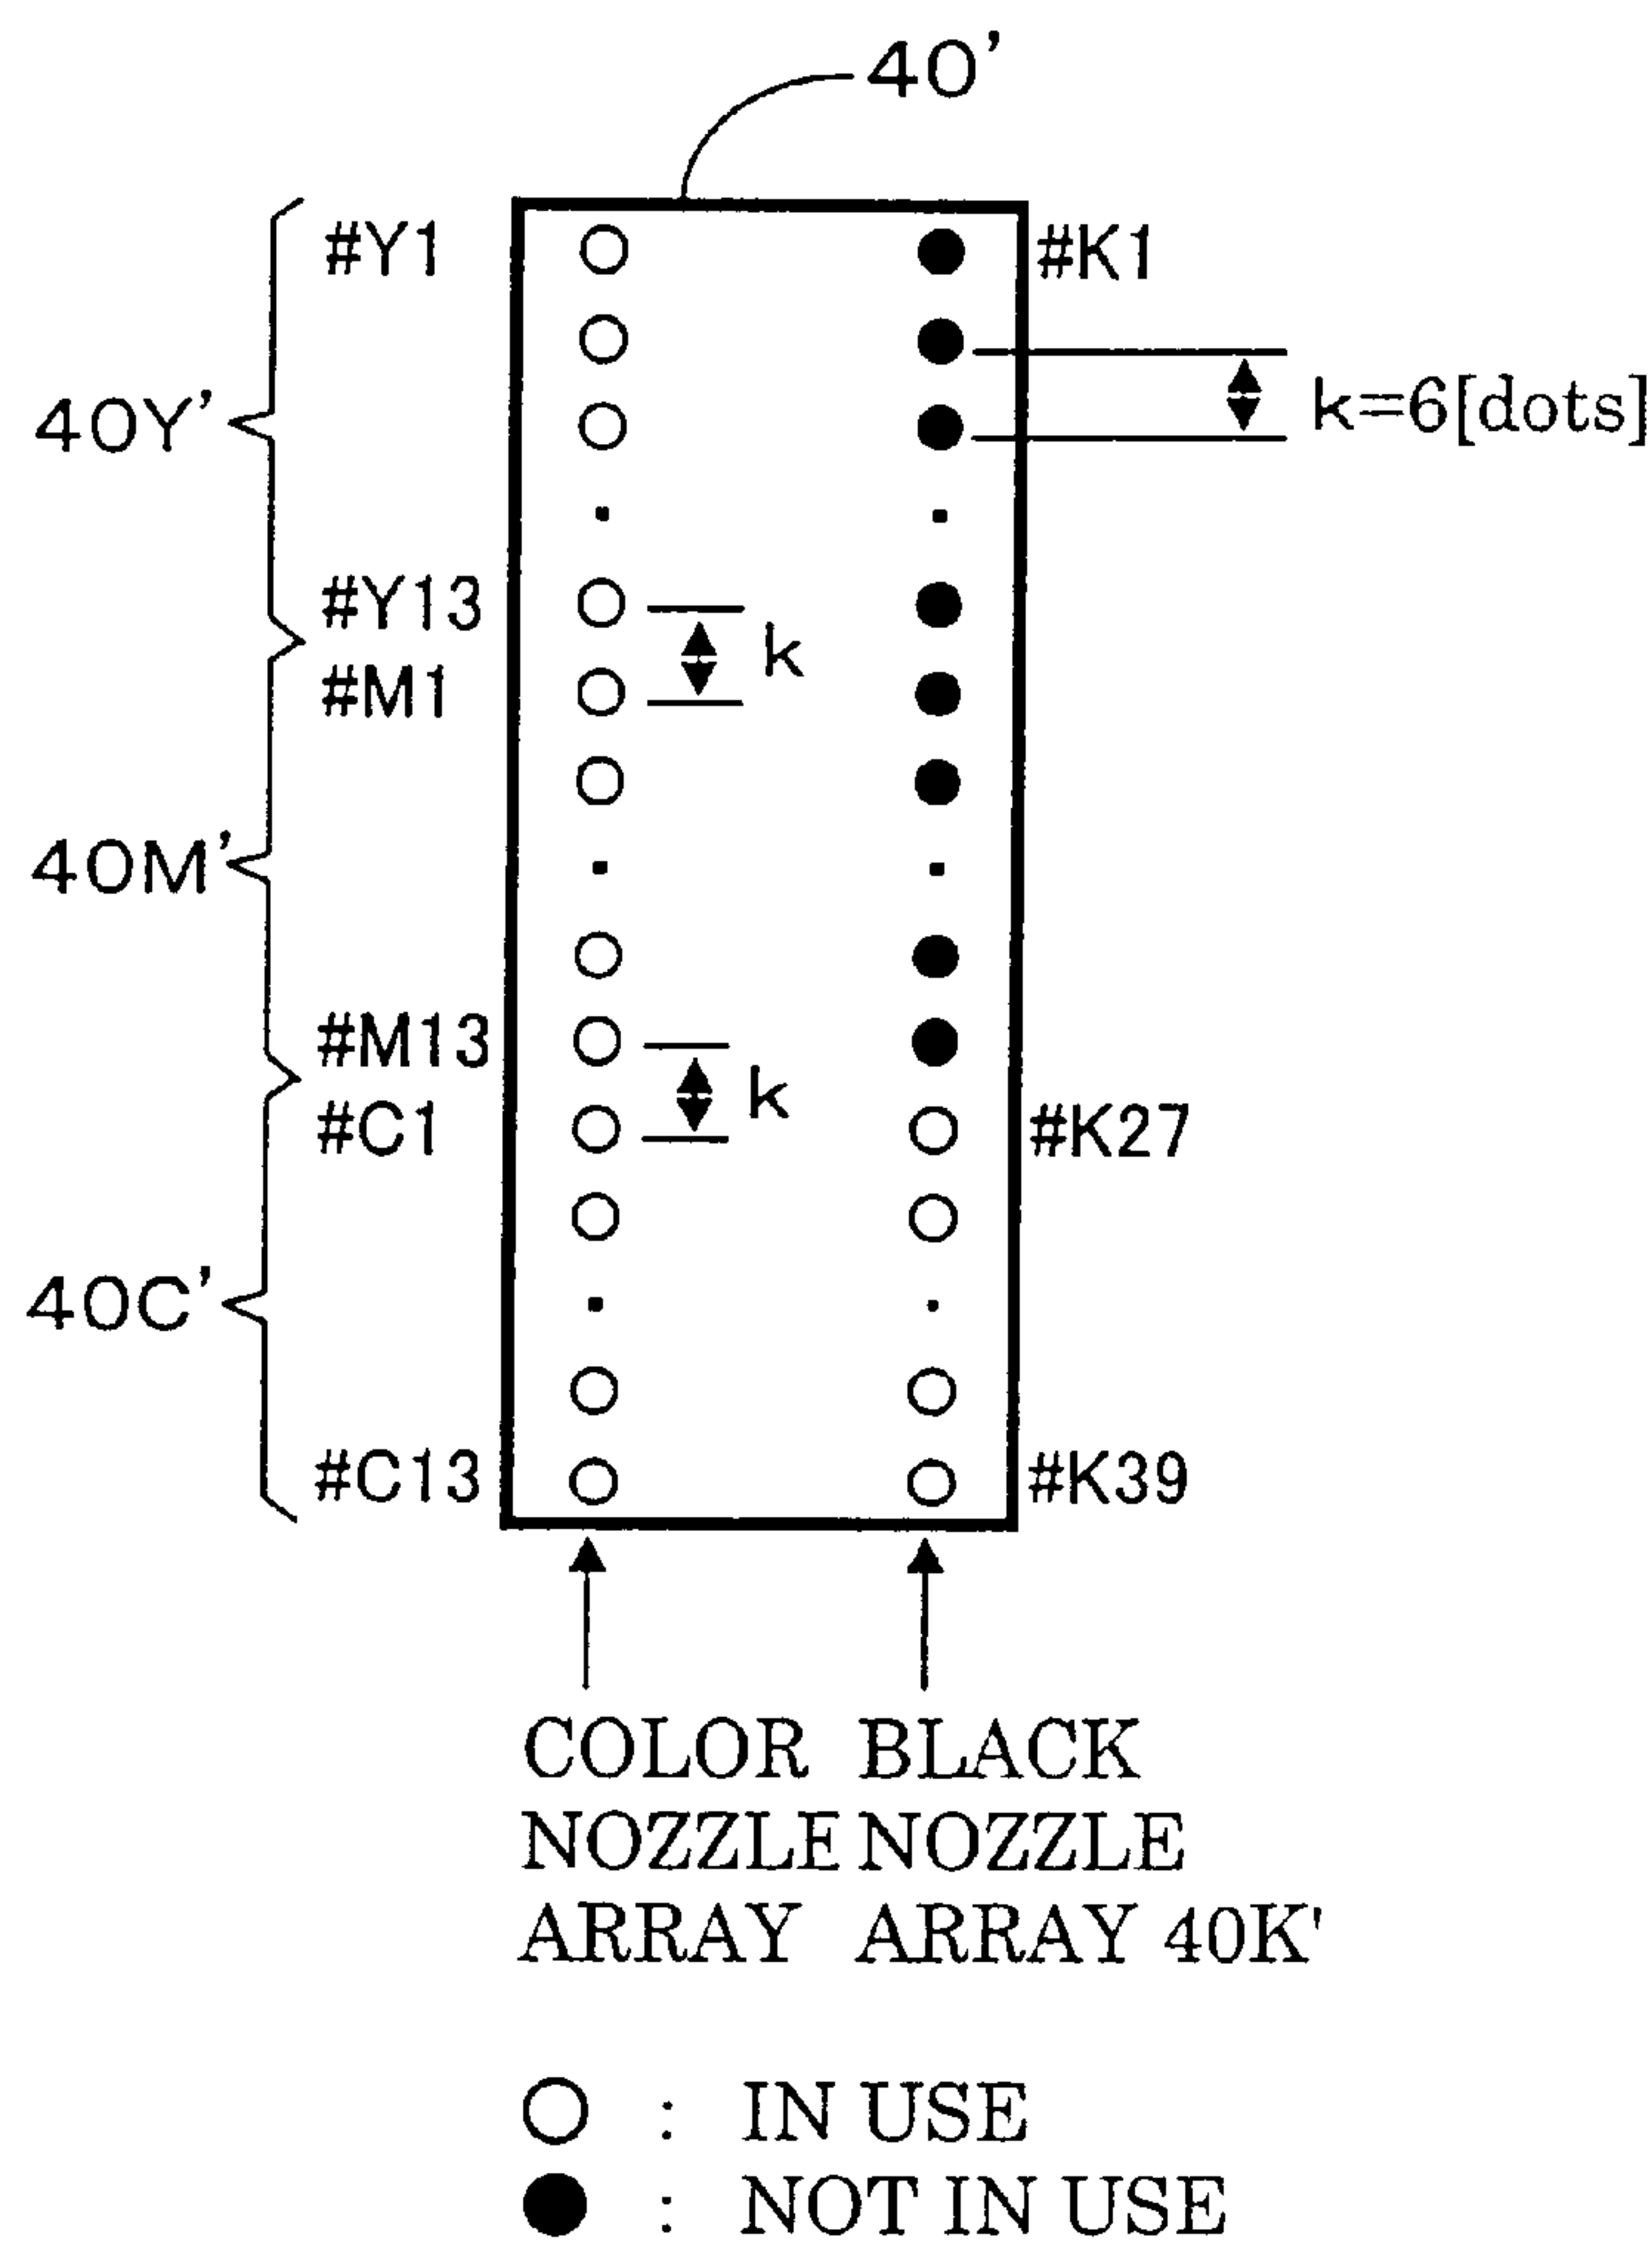 40'
#Y1
#K1
40Y'
k=6[dots]
#Y13
k
#M1
40M'
#M13
k
#C1
#K27
40C'
#C13
#K39
COLOR BLACK
NOZZLE NOZZLE
ARRAY ARRAY 40K'
: IN USE
: NOT IN USE